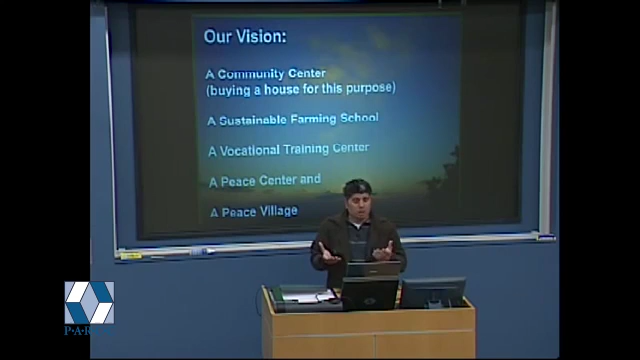 Our Vision:
A Community Center
(buying a house for this purpose)
A Sustainable Farming School
A Vocational Training Center
A Peace Center and
A Peace Village